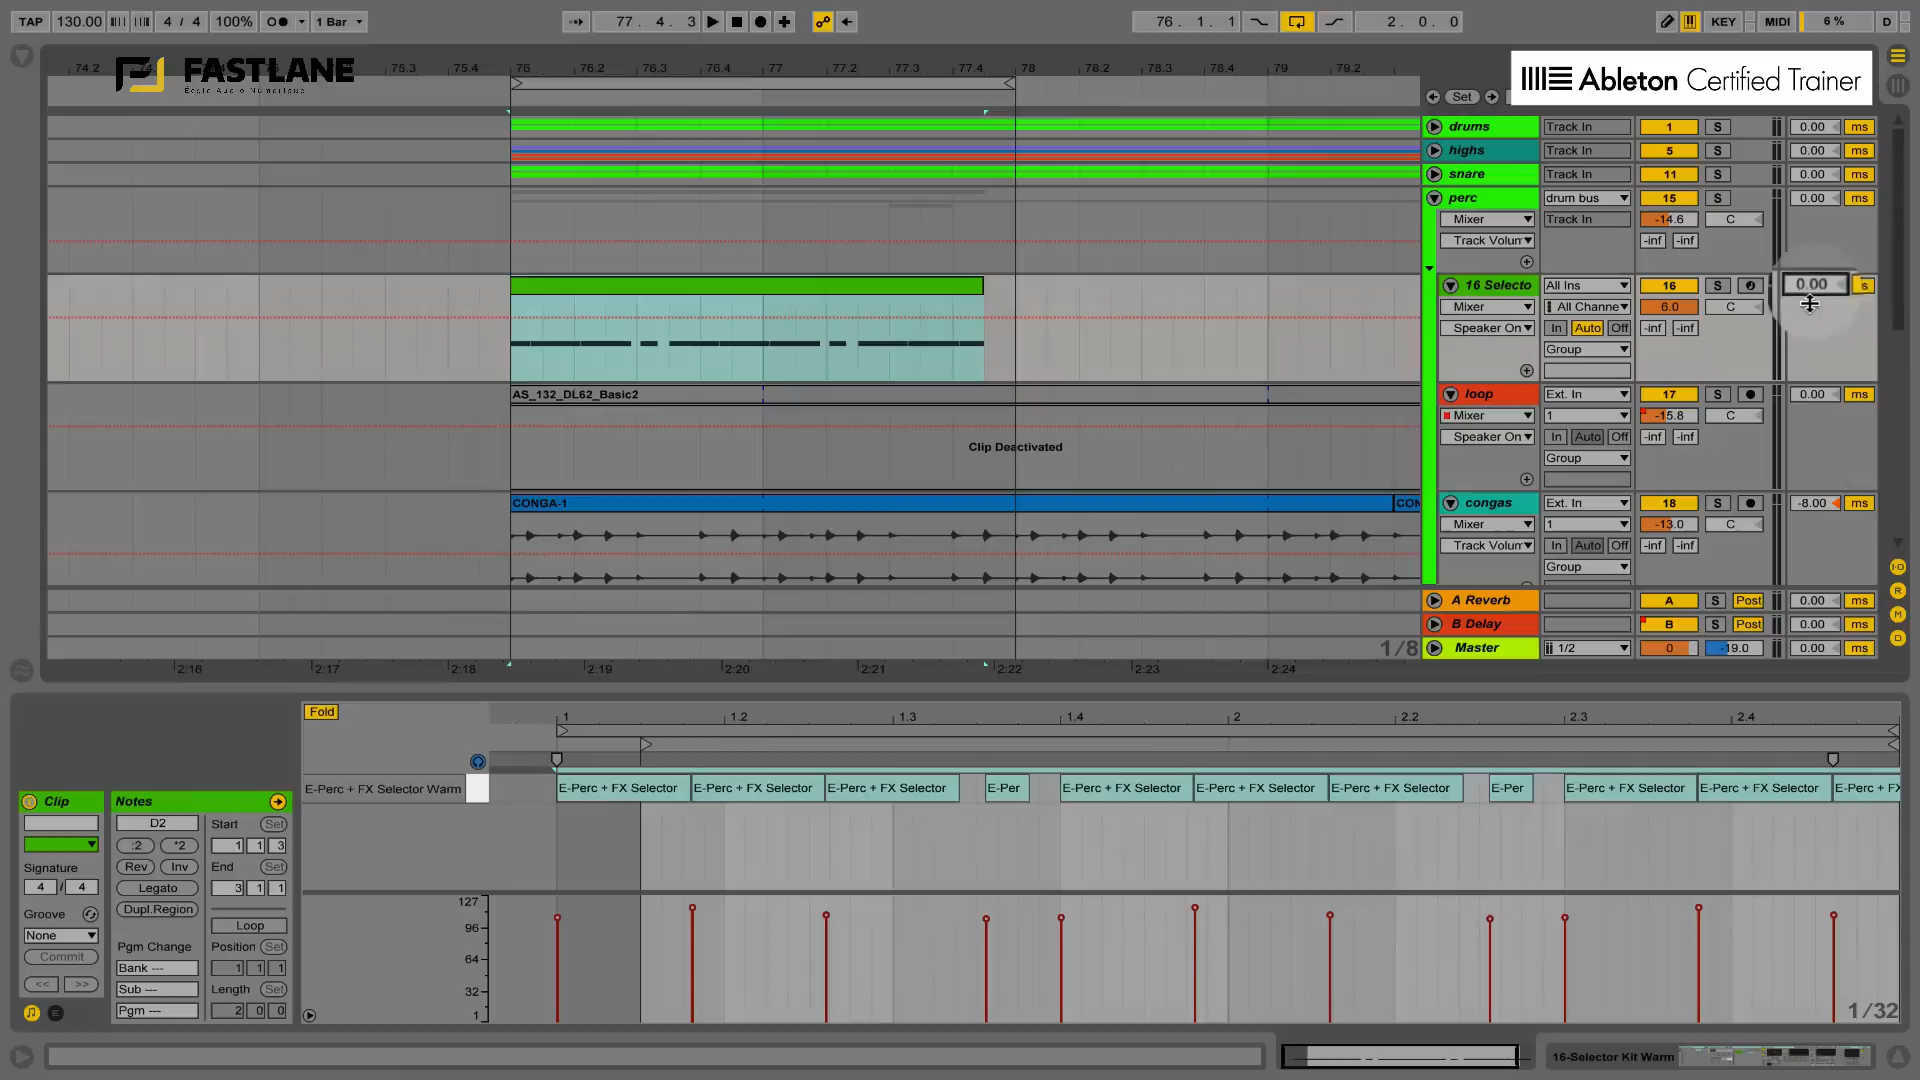 TAP 130.00 4 / 4 100% 1 Bar 77. 4. 3 76. 1. 1 2. 0. 0 KEY MIDI 6 % D
74.2 75.3 75.4 76 76.2 76.3 76.4 77 77.2 77.3 77.4 78 78.2 78.3 78.4 79 79.2
FASTLANE
École Audio Numérique
Ableton Certified Trainer
Set
drums Track In 1 S 0.00 ms
highs Track In 5 S 0.00 ms
snare Track In 11 S 0.00 ms
perc drum bus 15 S 0.00 ms
Mixer Track In -14.6 C
Track Volum -inf -inf
16 Selecto All Ins 16 S 0.00 s
Mixer All Channe 6.0 C
Speaker On In Auto Off -inf -inf
Group
AS_132_DL62_Basic2 loop Ext. In 17 S 0.00 ms
Mixer 1 -15.8 C
Clip Deactivated Speaker On In Auto Off -inf -inf
Group
CONGA-1 CON congas Ext. In 18 S -8.00 ms
Mixer 1 -13.0 C
Track Volum In Auto Off -inf -inf
Group
A Reverb A S Post 0.00 ms
B Delay B S Post 0.00 ms
1/8 Master 1/2 0 -19.0 0.00 ms
2:16 2:17 2:18 2:19 2:20 2:21 2:22 2:23 2:24
Fold 1 1.2 1.3 1.4 2 2.2 2.3 2.4
E-Perc + FX Selector Warm E-Perc + FX Selector E-Perc + FX Selector E-Perc + FX Selector E-Per E-Perc + FX Selector E-Perc + FX Selector E-Perc + FX Selector E-Per E-Perc + FX Selector E-Perc + FX Selector E-Perc + FX
Clip Notes
D2 Start Set
:2 *2 1 1 3
Signature Rev Inv End Set
4 / 4 Legato 3 1 1
Groove Dupl.Region
None Loop
Commit Pgm Change Position Set
Bank --- 1 1 1
<< >> Sub --- Length Set
Pgm --- 2 0 0
127
96
64
32
1
1/32
16-Selector Kit Warm